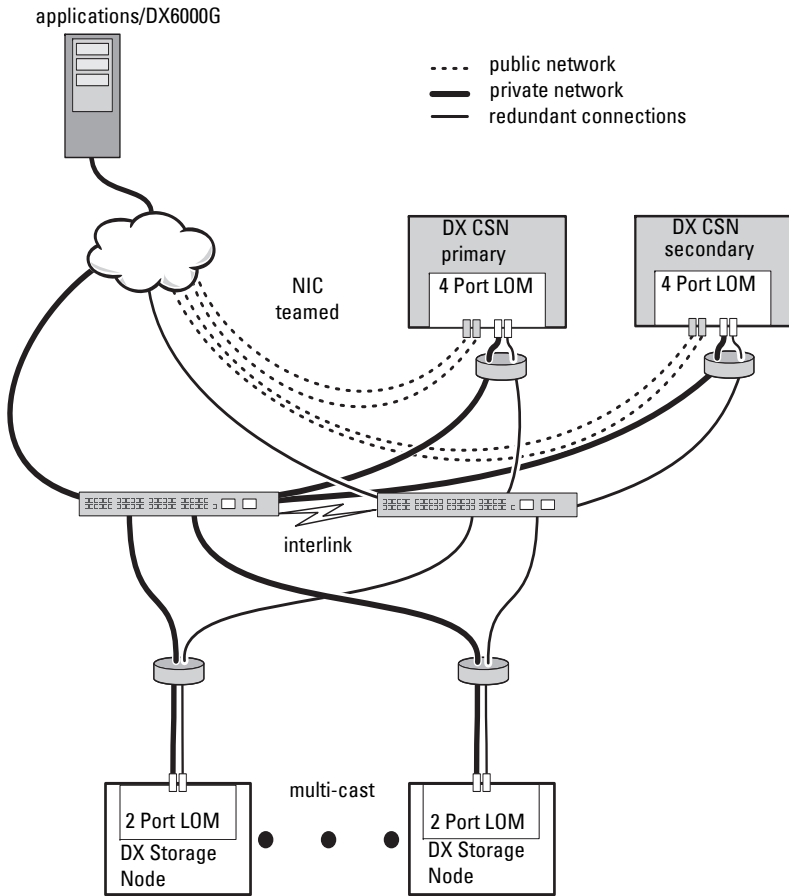 applications/DX6000G
public network
private network
redundant connections
DX CSN
primary
4 Port LOM
DX CSN
secondary
4 Port LOM
NIC
teamed
interlink
multi-cast
2 Port LOM
DX Storage
Node
2 Port LOM
DX Storage
Node